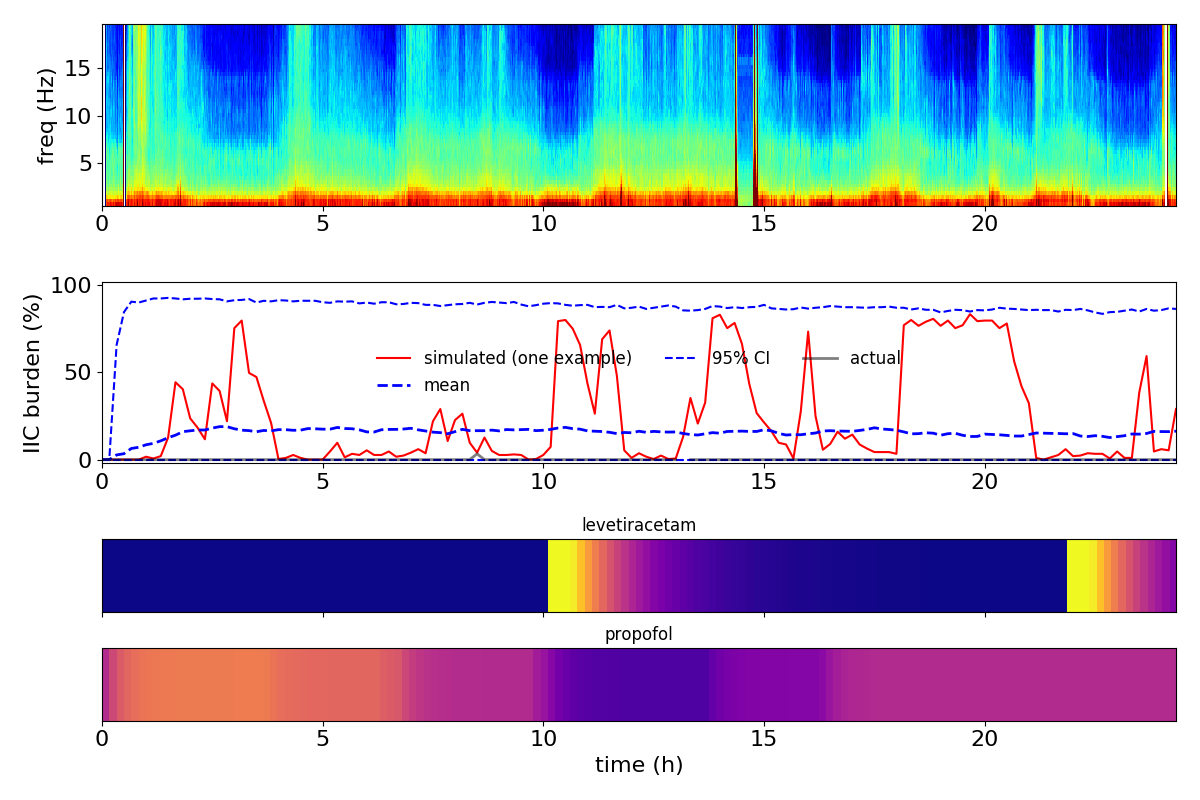 freq (Hz)
15
10
5
0 5 10 15 20
IIC burden (%)
100
50
0
simulated (one example) 95% CI actual
mean
0 5 10 15 20
levetiracetam
propofol
0 5 10 15 20
time (h)